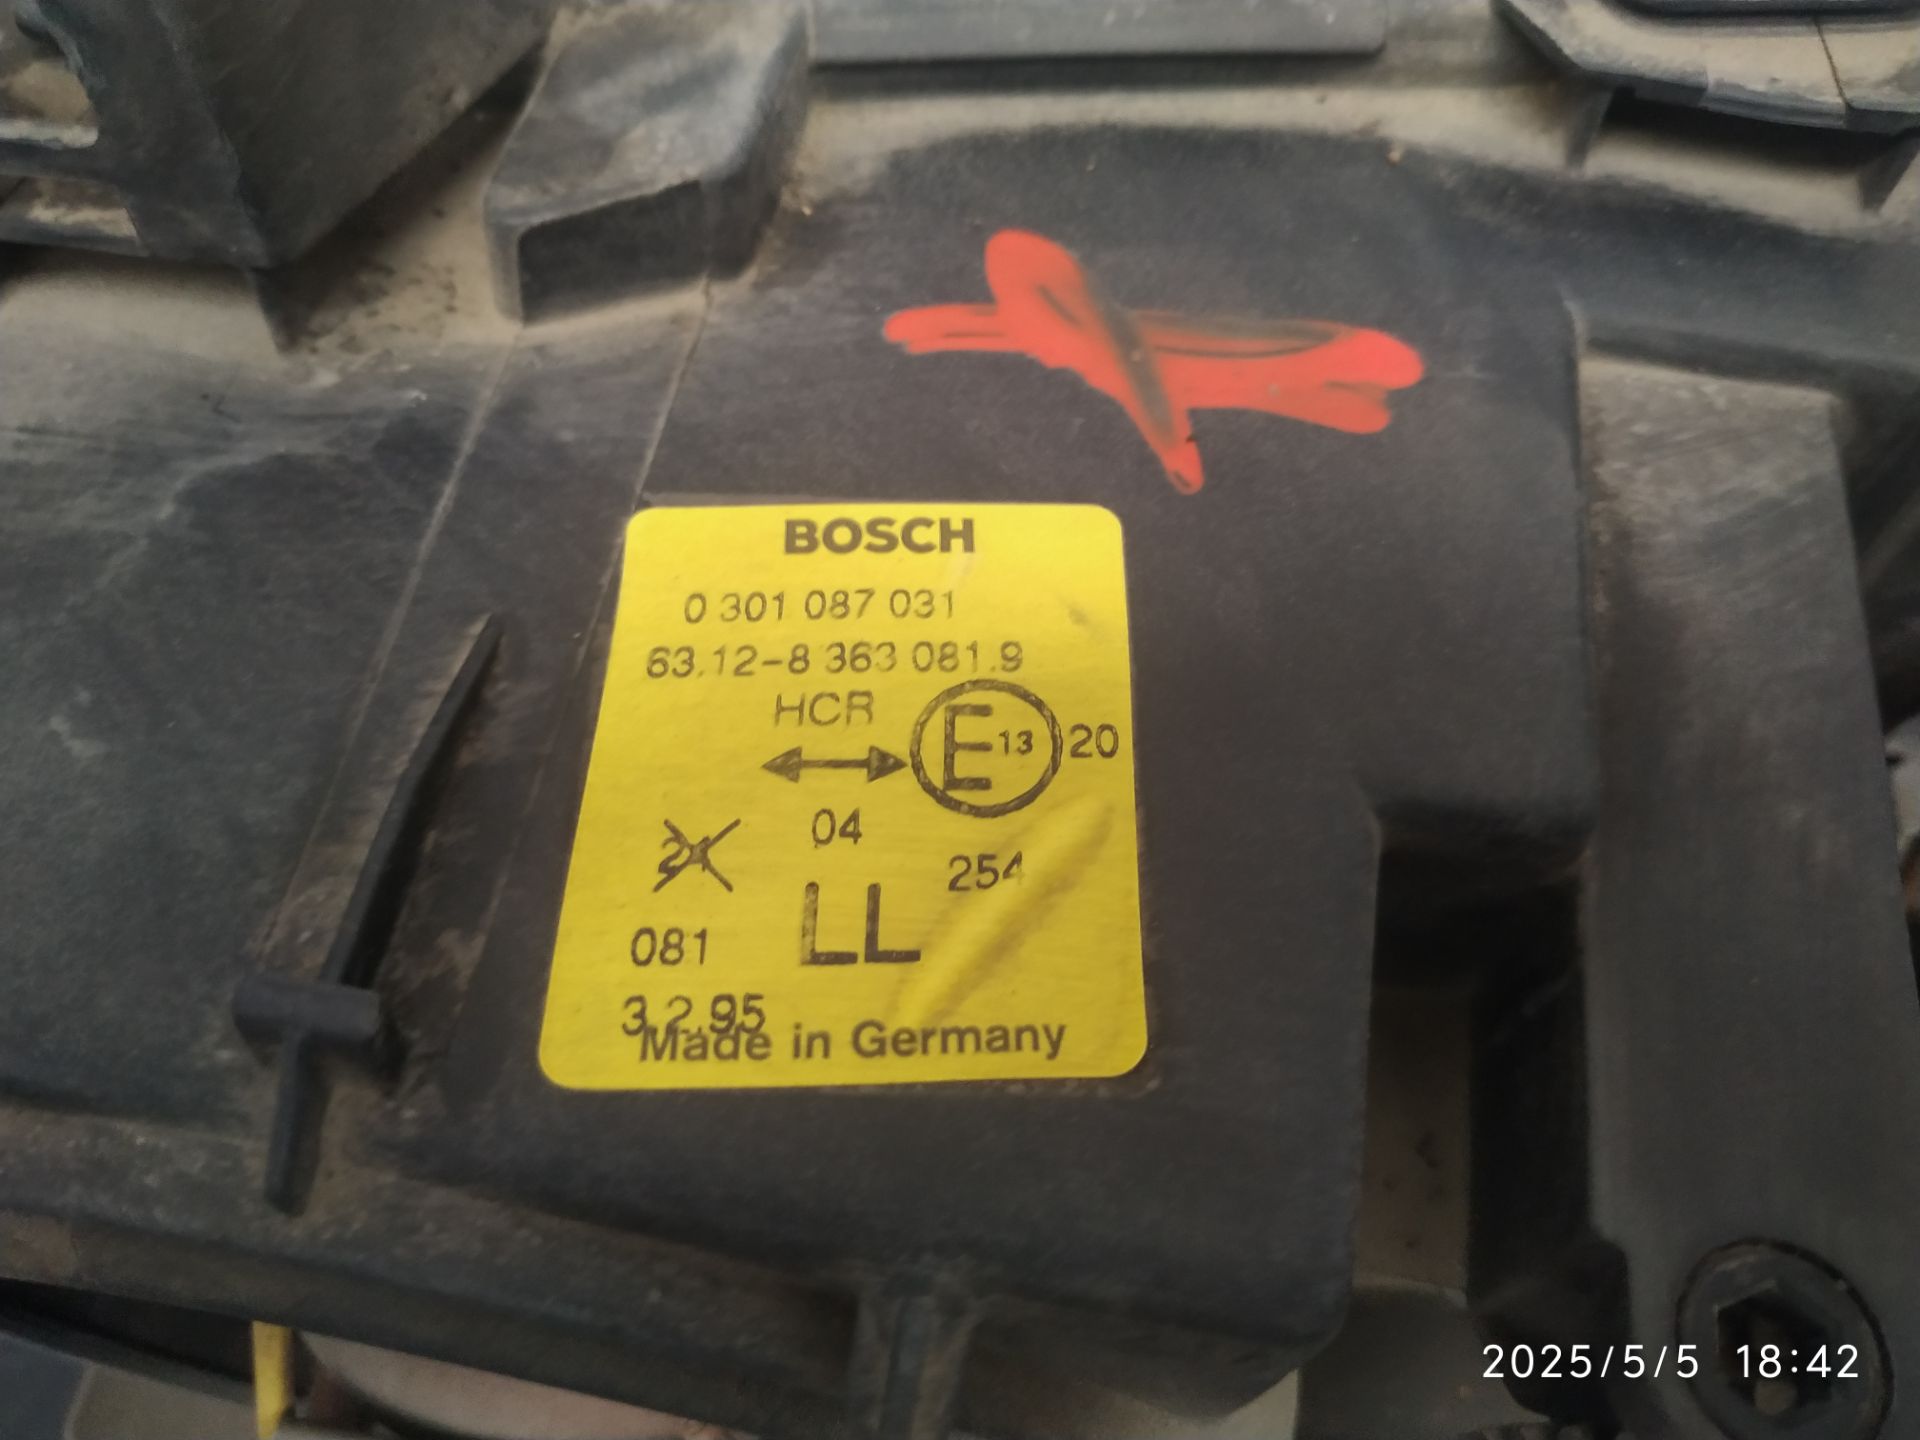 BOSCH
0 301 087 031
63.12-8 363 081.9
HCR
E 13 20
04
21
254
081
LL
3.2.95
Made in Germany
2025/5/5 18:42